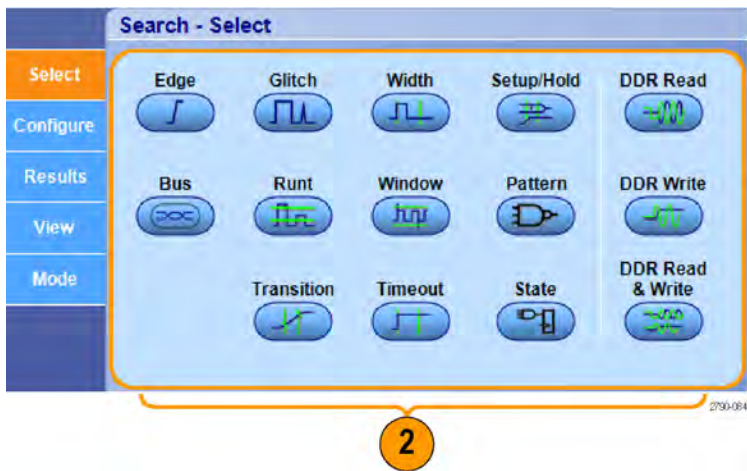 Search - Select
Select
Configure
Results
View
Mode
Edge Glitch Width Setup/Hold DDR Read
Bus Runt Window Pattern DDR Write
Transition Timeout State DDR Read
& Write
2
2790-084